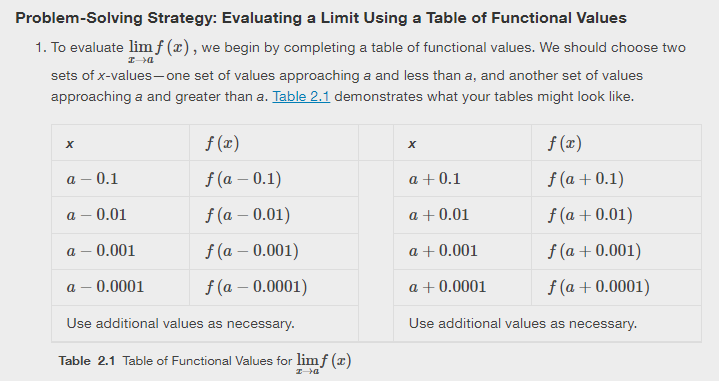 Problem-Solving Strategy: Evaluating a Limit Using a Table of Functional Values
1. To evaluate lim f (x) , we begin by completing a table of functional values. We should choose two
x→a
sets of x-values—one set of values approaching a and less than a, and another set of values
approaching a and greater than a. Table 2.1 demonstrates what your tables might look like.
x f (x) x f (x)
a − 0.1 f (a − 0.1) a + 0.1 f (a + 0.1)
a − 0.01 f (a − 0.01) a + 0.01 f (a + 0.01)
a − 0.001 f (a − 0.001) a + 0.001 f (a + 0.001)
a − 0.0001 f (a − 0.0001) a + 0.0001 f (a + 0.0001)
Use additional values as necessary. Use additional values as necessary.
Table 2.1 Table of Functional Values for lim f (x)
x→a